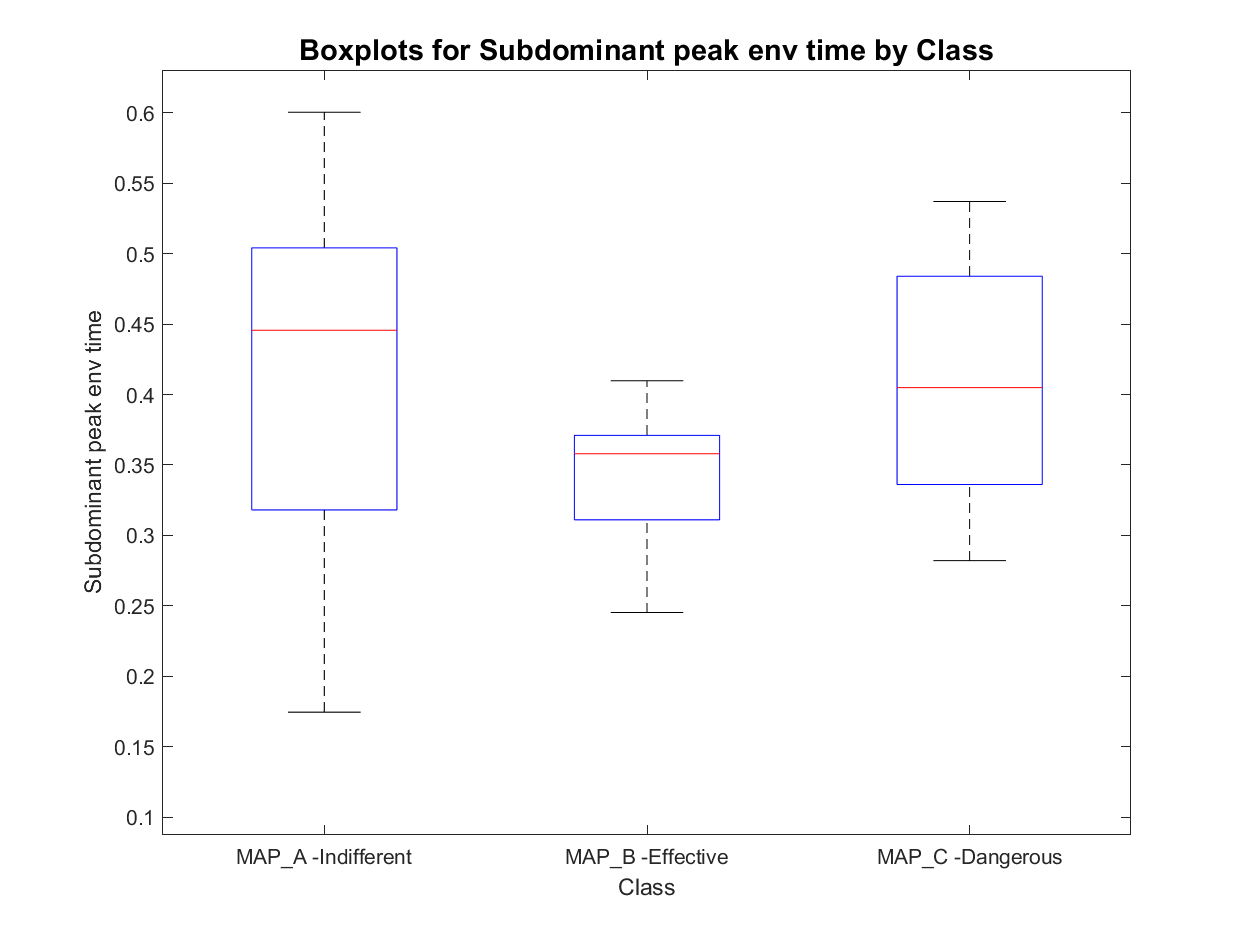 Boxplots for Subdominant peak env time by Class
Subdominant peak env time
0.6
0.55
0.5
0.45
0.4
0.35
0.3
0.25
0.2
0.15
0.1
MAP_A -Indifferent
MAP_B -Effective
MAP_C -Dangerous
Class